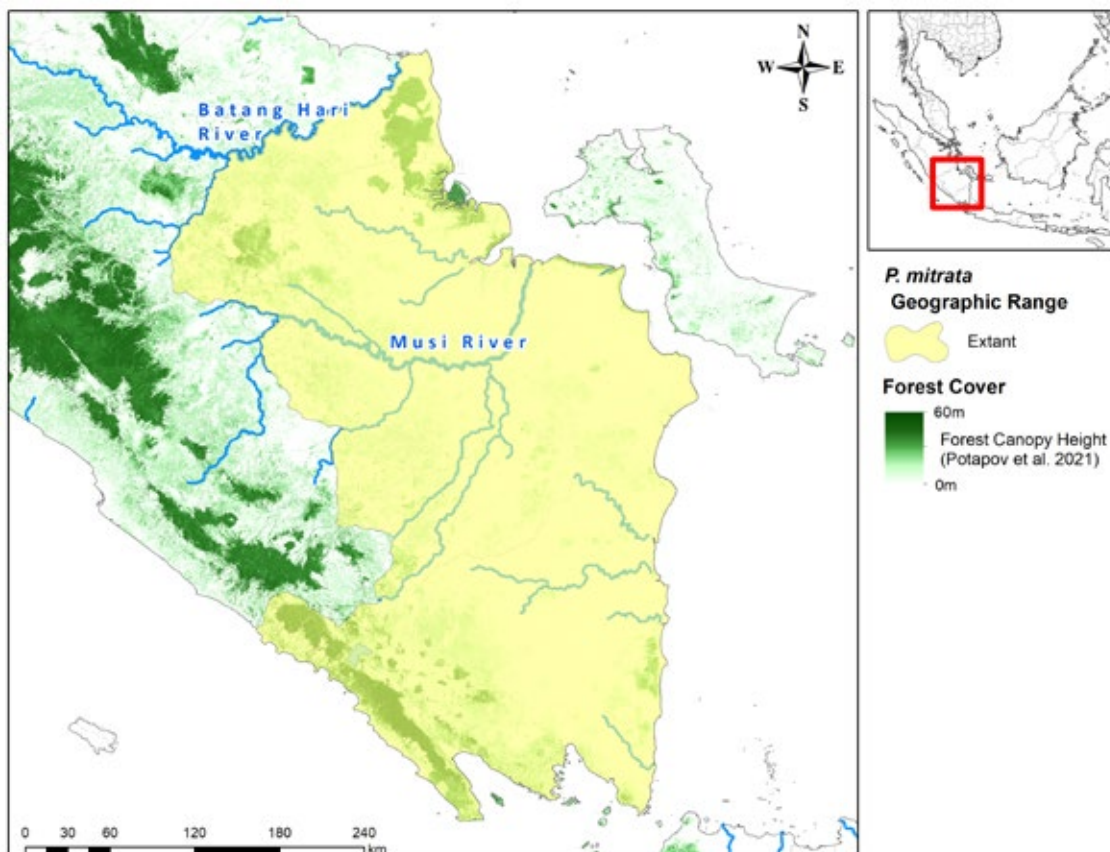 N
W E
S
Batang Hari
River
Musi River
0 30 60 120 180 240
km
P. mitrata
Geographic Range
Extant
Forest Cover
60m
Forest Canopy Height
(Potapov et al. 2021)
0m